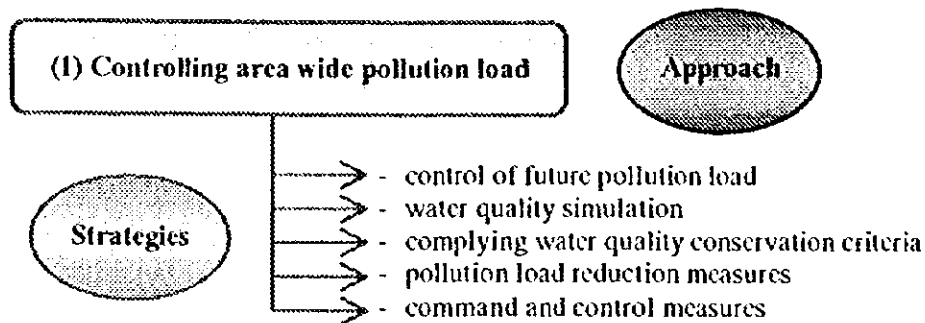 (1) Controlling area wide pollution load
Approach
Strategies
- control of future pollution load
- water quality simulation
- complying water quality conservation criteria
- pollution load reduction measures
- command and control measures